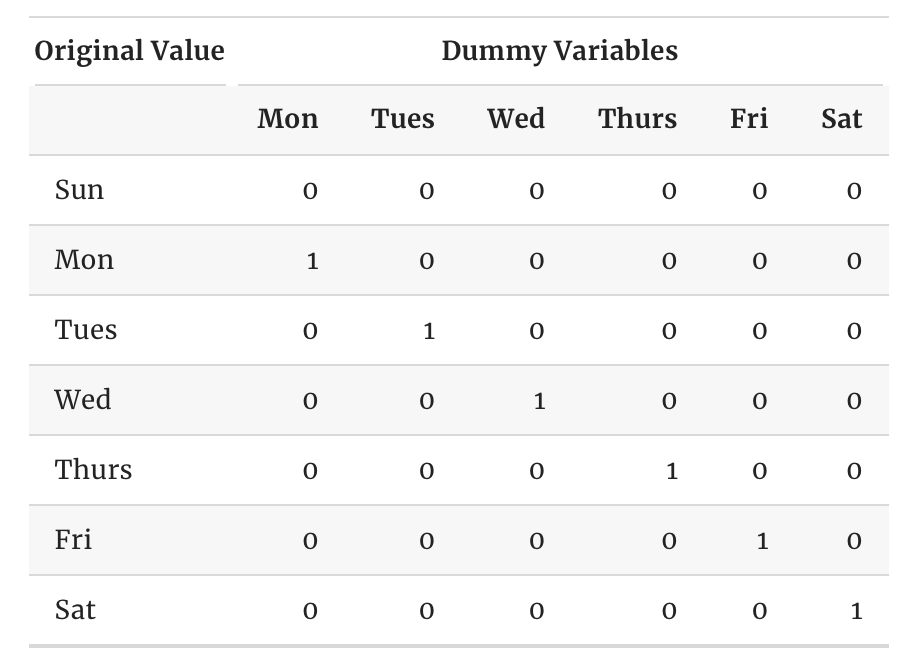 Original Value Dummy Variables
Mon Tues Wed Thurs Fri Sat
Sun 0 0 0 0 0 0
Mon 1 0 0 0 0 0
Tues 0 1 0 0 0 0
Wed 0 0 1 0 0 0
Thurs 0 0 0 1 0 0
Fri 0 0 0 0 1 0
Sat 0 0 0 0 0 1